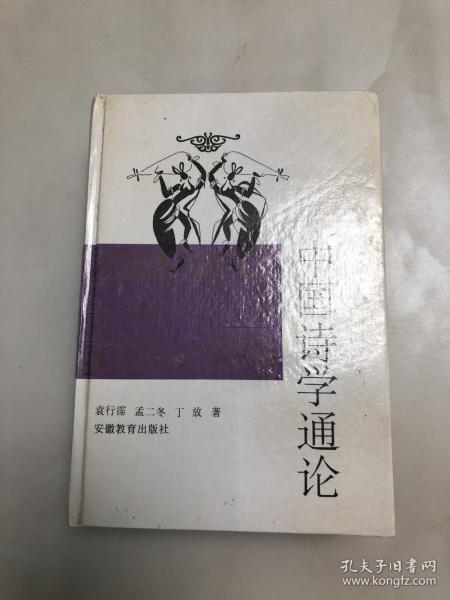 中国诗学通论
袁行霈 孟二冬 丁放 著
安徽教育出版社
孔夫子旧书网
www.kongfz.com